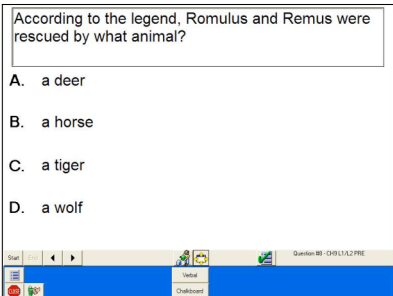 According to the legend, Romulus and Remus were
rescued by what animal?
A. a deer
B. a horse
C. a tiger
D. a wolf
Start End
Question #8 - CH9 L1/L2 PRE
Verbal
Chalkboard